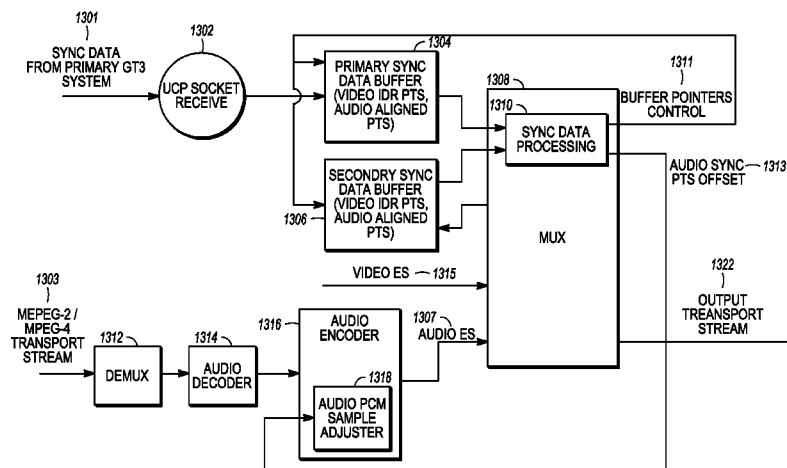 1301
SYNC DATA
FROM PRIMARY GT3
SYSTEM
1302
UCP SOCKET
RECEIVE
1304
PRIMARY SYNC
DATA BUFFER
(VIDEO IDR PTS,
AUDIO ALIGNED
PTS)
SECONDRY SYNC
DATA BUFFER
(VIDEO IDR PTS,
AUDIO ALIGNED
PTS)
1306
1308
1310
SYNC DATA
PROCESSING
MUX
1311
BUFFER POINTERS
CONTROL
AUDIO SYNC 1313
PTS OFFSET
VIDEO ES 1315
1303
MEPEG-2 /
MPEG-4
TRANSPORT
STREAM
1312
DEMUX
1314
AUDIO
DECODER
1316
AUDIO
ENCODER
1318
AUDIO PCM
SAMPLE
ADJUSTER
1307
AUDIO ES
1322
OUTPUT
TREANSPORT
STREAM